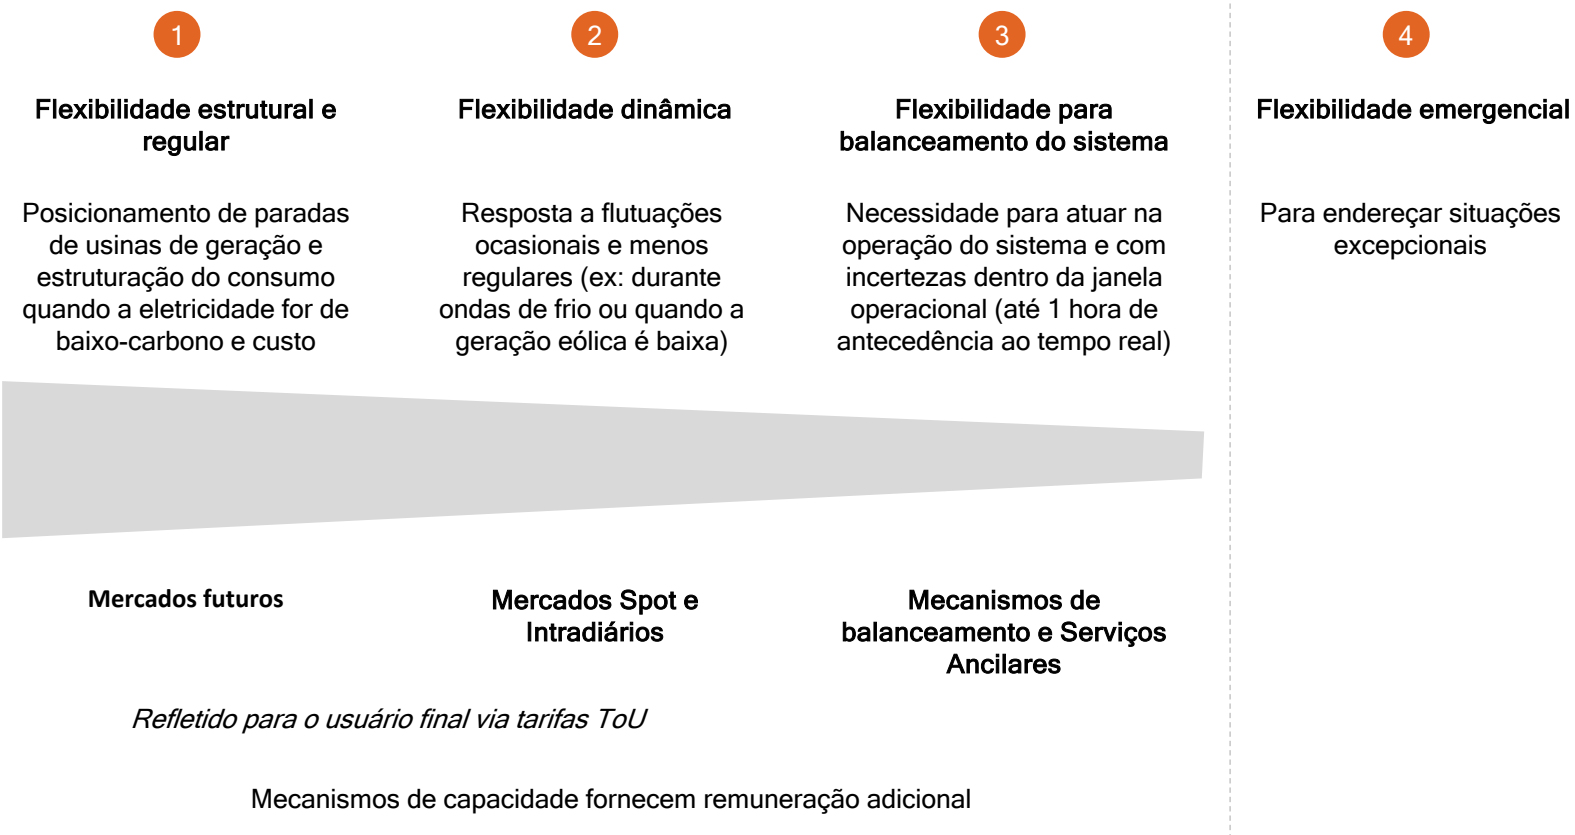 1
Flexibilidade estrutural e
regular
Posicionamento de paradas
de usinas de geração e
estruturação do consumo
quando a eletricidade for de
baixo-carbono e custo
2
Flexibilidade dinâmica
Resposta a flutuações
ocasionais e menos
regulares (ex: durante
ondas de frio ou quando a
geração eólica é baixa)
3
Flexibilidade para
balanceamento do sistema
Necessidade para atuar na
operação do sistema e com
incertezas dentro da janela
operacional (até 1 hora de
antecedência ao tempo real)
4
Flexibilidade emergencial
Para endereçar situações
excepcionais
Mercados futuros
Mercados Spot e
Intradiários
Mecanismos de
balanceamento e Serviços
Ancilares
Refletido para o usuário final via tarifas ToU
Mecanismos de capacidade fornecem remuneração adicional